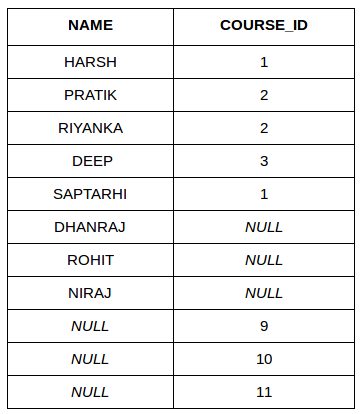 NAME COURSE_ID
HARSH 1
PRATIK 2
RIYANKA 2
DEEP 3
SAPTARHI 1
DHANRAJ NULL
ROHIT NULL
NIRAJ NULL
NULL 9
NULL 10
NULL 11